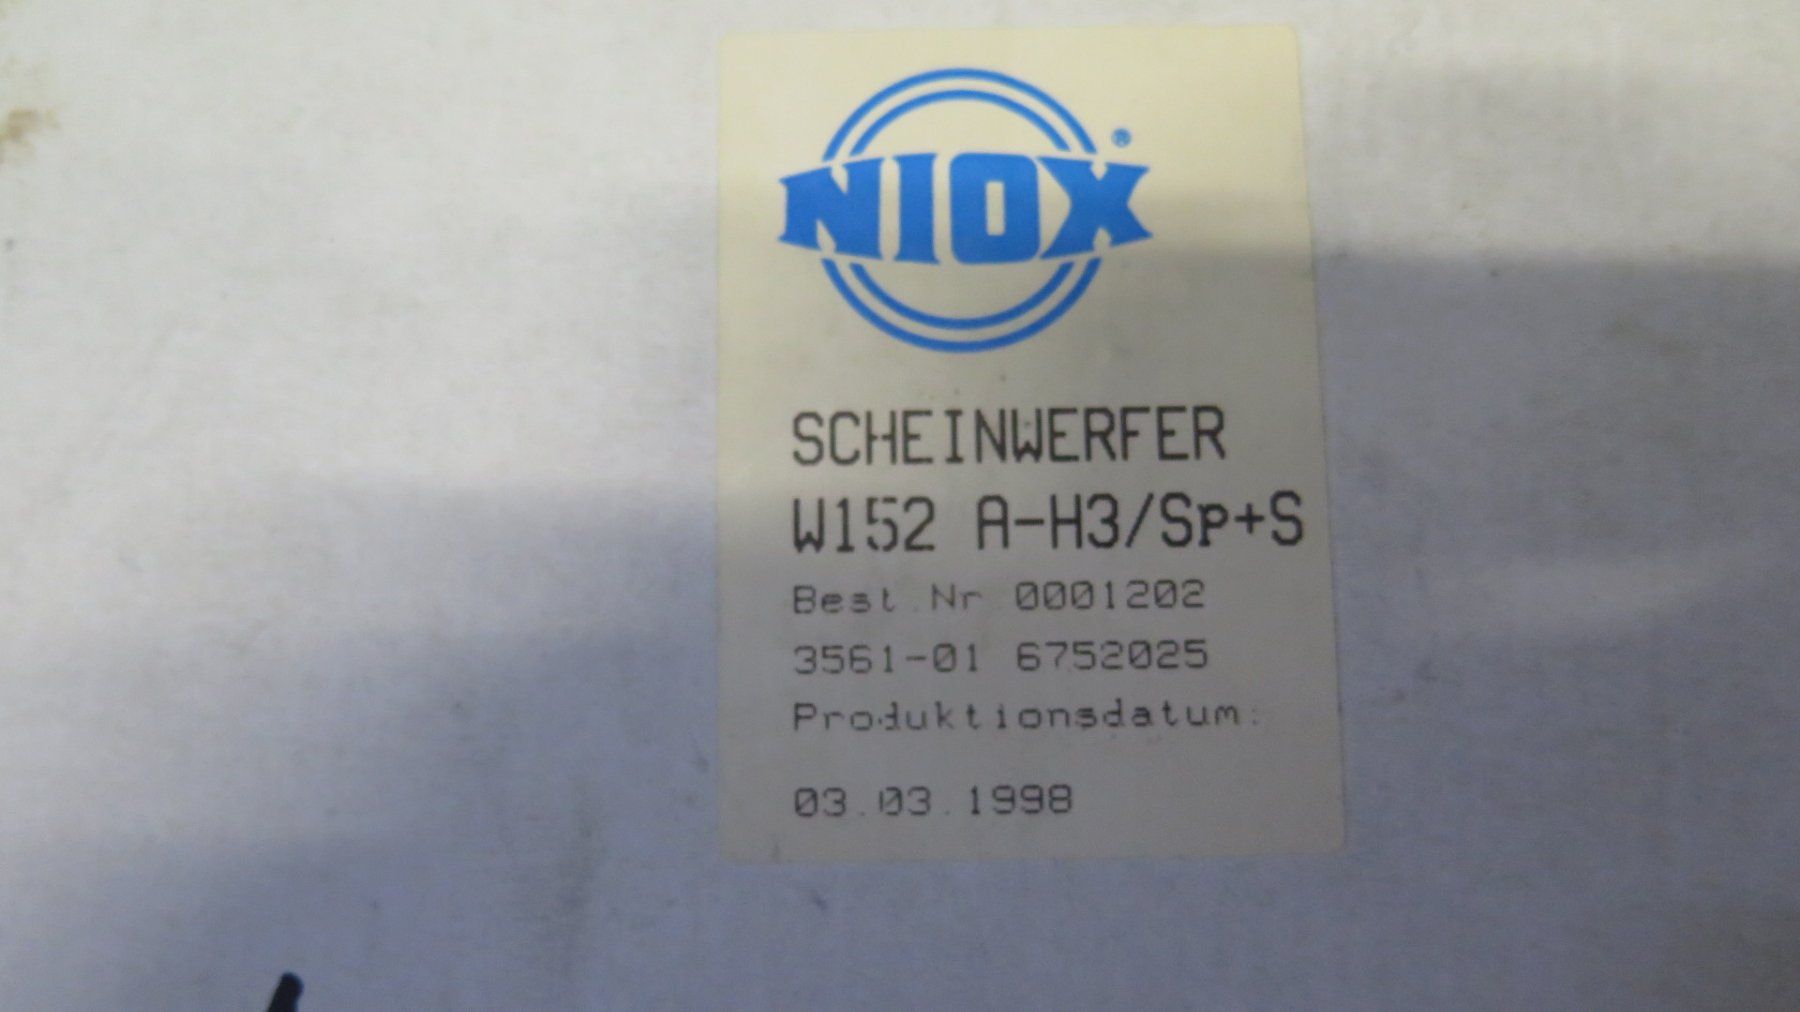 NIOX®
SCHEINWERFER
W152 A-H3/Sp+S
Best.Nr 0001202
3561-01 6752025
Produktionsdatum:
03.03.1998